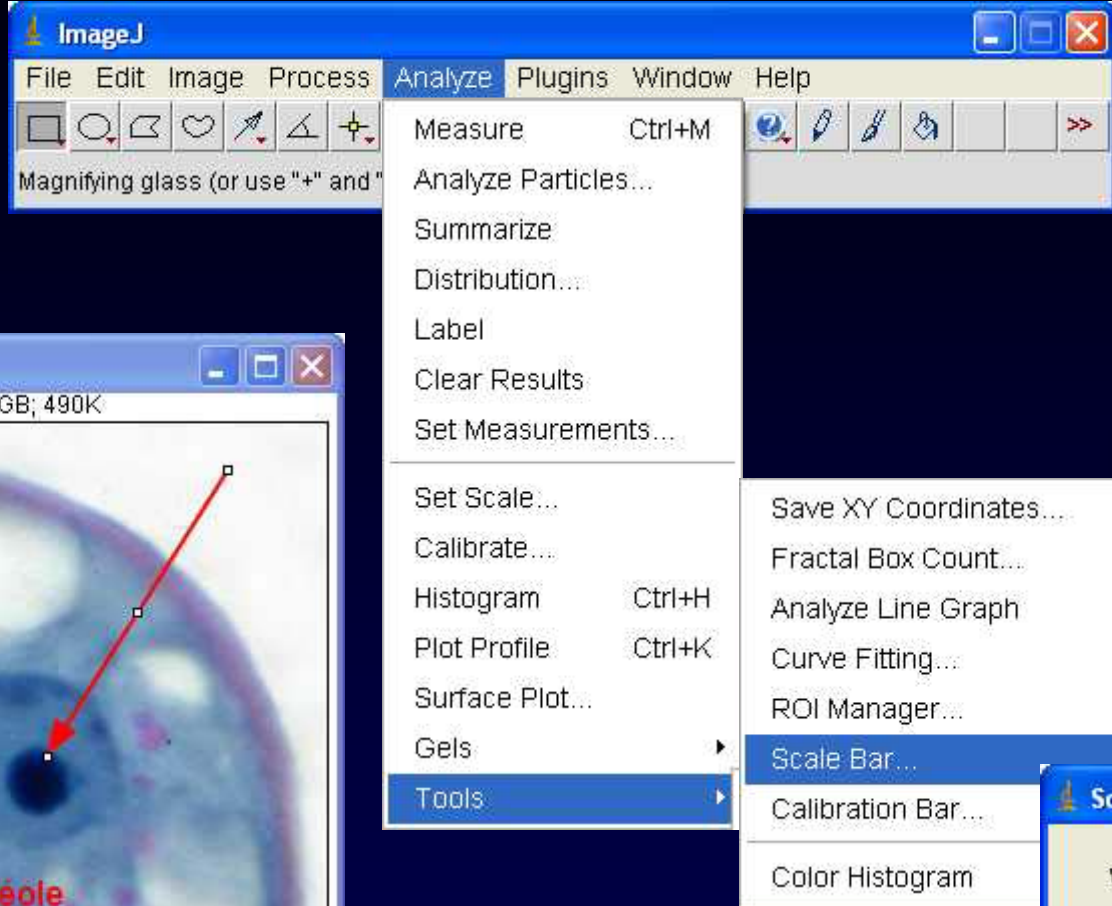 ImageJ
File Edit Image Process Analyze Plugins Window Help
Magnifying glass (or use "+" and "
Measure Ctrl+M
Analyze Particles...
Summarize
Distribution...
Label
Clear Results
Set Measurements...
Set Scale...
Calibrate...
Histogram Ctrl+H
Plot Profile Ctrl+K
Surface Plot...
Gels
Tools
Save XY Coordinates...
Fractal Box Count...
Analyze Line Graph
Curve Fitting...
ROI Manager...
Scale Bar...
Calibration Bar...
Color Histogram
GB; 490K
éole
Sc
>>